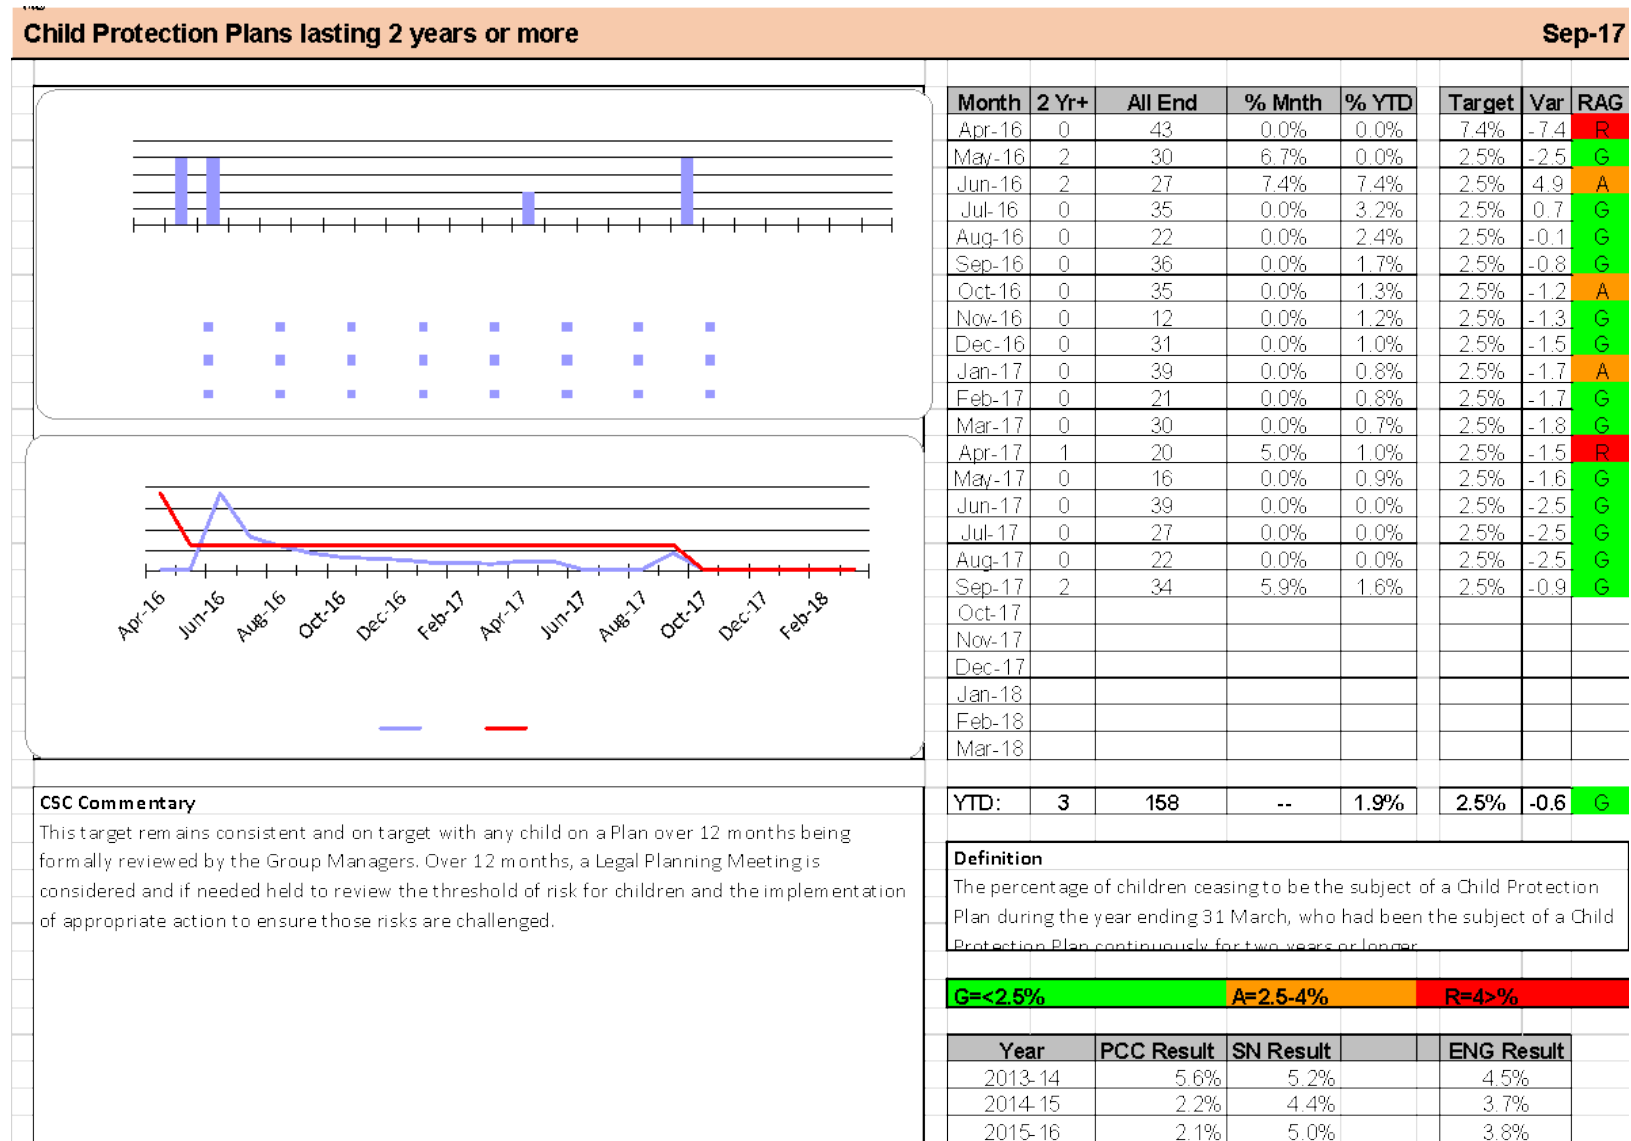 Child Protection Plans lasting 2 years or more Sep-17
Month 2 Yr+ All End % Mnth % YTD Target Var RAG
Apr-16 0 43 0.0% 0.0% 7.4% -7.4 R
May-16 2 30 6.7% 0.0% 2.5% -2.5 G
Jun-16 2 27 7.4% 7.4% 2.5% 4.9 A
Jul-16 0 35 0.0% 3.2% 2.5% 0.7 G
Aug-16 0 22 0.0% 2.4% 2.5% -0.1 G
Sep-16 0 36 0.0% 1.7% 2.5% -0.8 G
Oct-16 0 35 0.0% 1.3% 2.5% -1.2 A
Nov-16 0 12 0.0% 1.2% 2.5% -1.3 G
Dec-16 0 31 0.0% 1.0% 2.5% -1.5 G
Jan-17 0 39 0.0% 0.8% 2.5% -1.7 A
Feb-17 0 21 0.0% 0.8% 2.5% -1.7 G
Mar-17 0 30 0.0% 0.7% 2.5% -1.8 G
Apr-17 1 20 5.0% 1.0% 2.5% -1.5 R
May-17 0 16 0.0% 0.9% 2.5% -1.6 G
Jun-17 0 39 0.0% 0.0% 2.5% -2.5 G
Jul-17 0 27 0.0% 0.0% 2.5% -2.5 G
Aug-17 0 22 0.0% 0.0% 2.5% -2.5 G
Sep-17 2 34 5.9% 1.6% 2.5% -0.9 G
Oct-17
Nov-17
Dec-17
Jan-18
Feb-18
Mar-18
Apr-16 Jun-16 Aug-16 Oct-16 Dec-16 Feb-17 Apr-17 Jun-17 Aug-17 Oct-17 Dec-17 Feb-18
YTD: 3 158 -- 1.9% 2.5% -0.6 G
CSC Commentary
This target remains consistent and on target with any child on a Plan over 12 months being
formally reviewed by the Group Managers. Over 12 months, a Legal Planning Meeting is
considered and if needed held to review the threshold of risk for children and the implementation
of appropriate action to ensure those risks are challenged.
Definition
The percentage of children ceasing to be the subject of a Child Protection
Plan during the year ending 31 March, who had been the subject of a Child
Protection Plan continuously for two years or longer
G=<2.5% A=2.5-4% R=4>%
Year PCC Result SN Result ENG Result
2013-14 5.6% 5.2% 4.5%
2014-15 2.2% 4.4% 3.7%
2015-16 2.1% 5.0% 3.8%